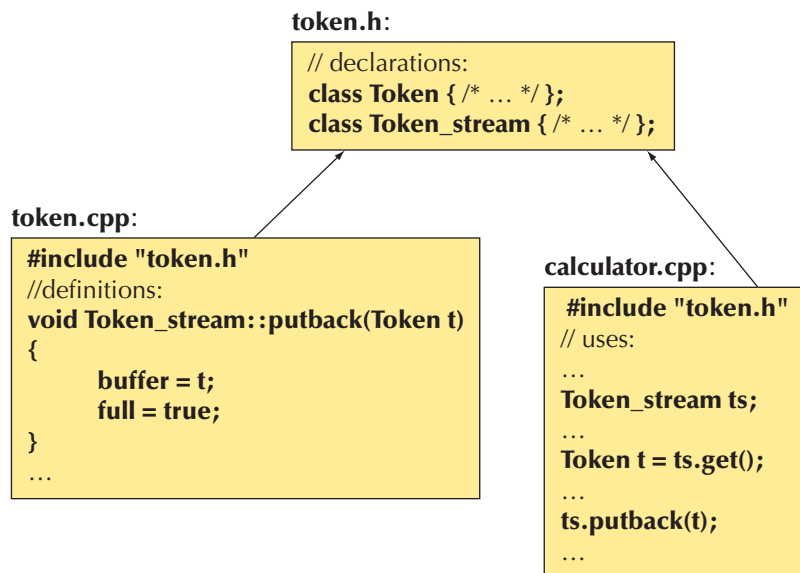 token.h:
// declarations:
class Token { /* … */ };
class Token_stream { /* … */ };
token.cpp:
#include "token.h"
//definitions:
void Token_stream::putback(Token t)
{
buffer = t;
full = true;
}
…
calculator.cpp:
#include "token.h"
// uses:
…
Token_stream ts;
…
Token t = ts.get();
…
ts.putback(t);
…